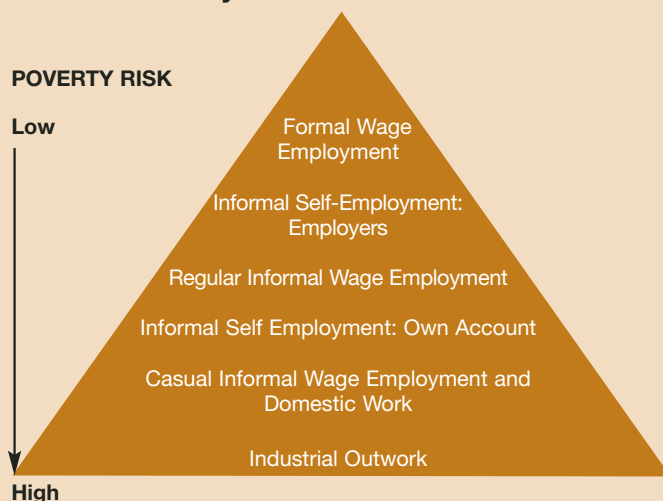 POVERTY RISK
Low
Formal Wage
Employment
Informal Self-Employment:
Employers
Regular Informal Wage Employment
Informal Self Employment: Own Account
Casual Informal Wage Employment and
Domestic Work
Industrial Outwork
High